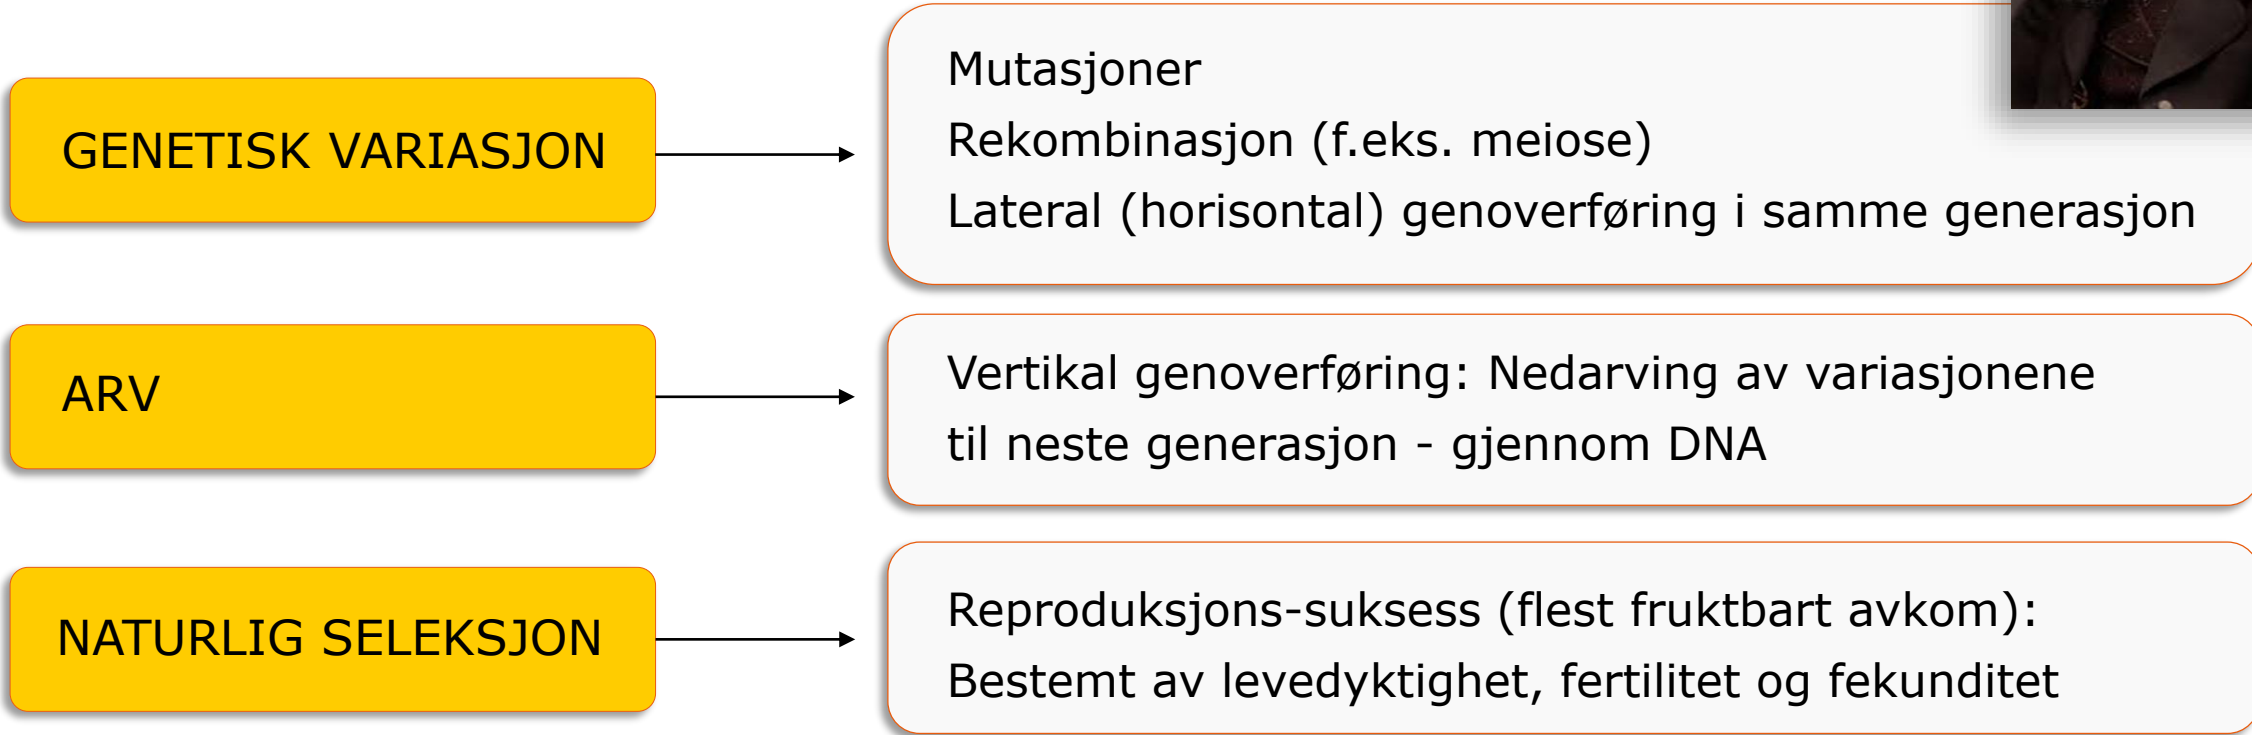 GENETISK VARIASJON
Mutasjoner
Rekombinasjon (f.eks. meiose)
Lateral (horisontal) genoverføring i samme generasjon
ARV
Vertikal genoverføring: Nedarving av variasjonene
til neste generasjon - gjennom DNA
NATURLIG SELEKSJON
Reproduksjons-suksess (flest fruktbart avkom):
Bestemt av levedyktighet, fertilitet og fekunditet